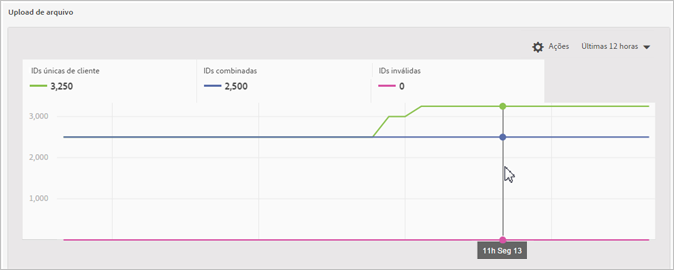 Upload de arquivo
Ações Últimas 12 horas
IDs únicas de cliente
3,250
IDs combinadas
2,500
IDs inválidas
0
3,000
2,000
1,000
11h Seg 13